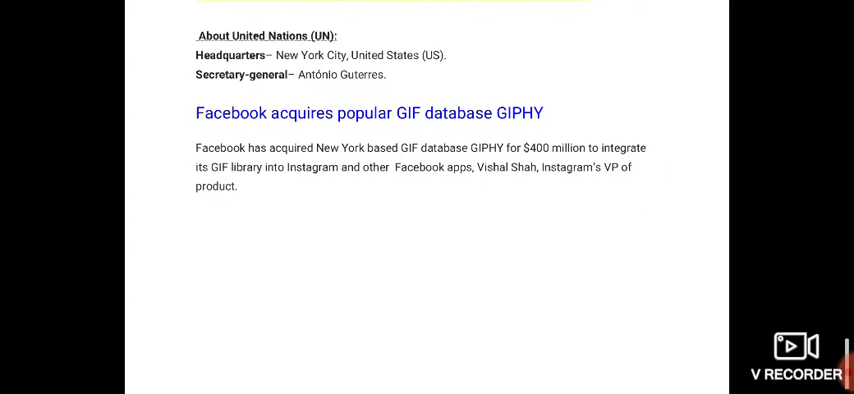 About United Nations (UN):
Headquarters– New York City, United States (US).
Secretary-general– António Guterres.
Facebook acquires popular GIF database GIPHY
Facebook has acquired New York based GIF database GIPHY for $400 million to integrate
its GIF library into Instagram and other Facebook apps, Vishal Shah, Instagram's VP of
product.
V RECORDER